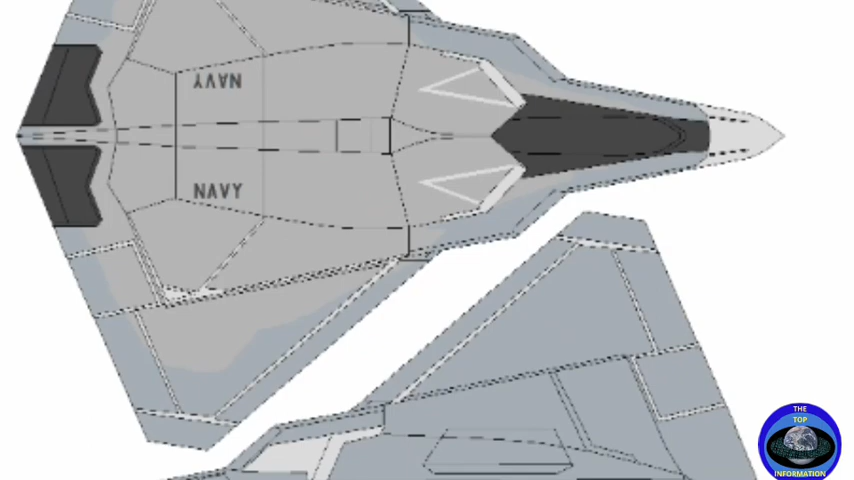 NAVY
NAVY
THE
TOP
INFORMATION